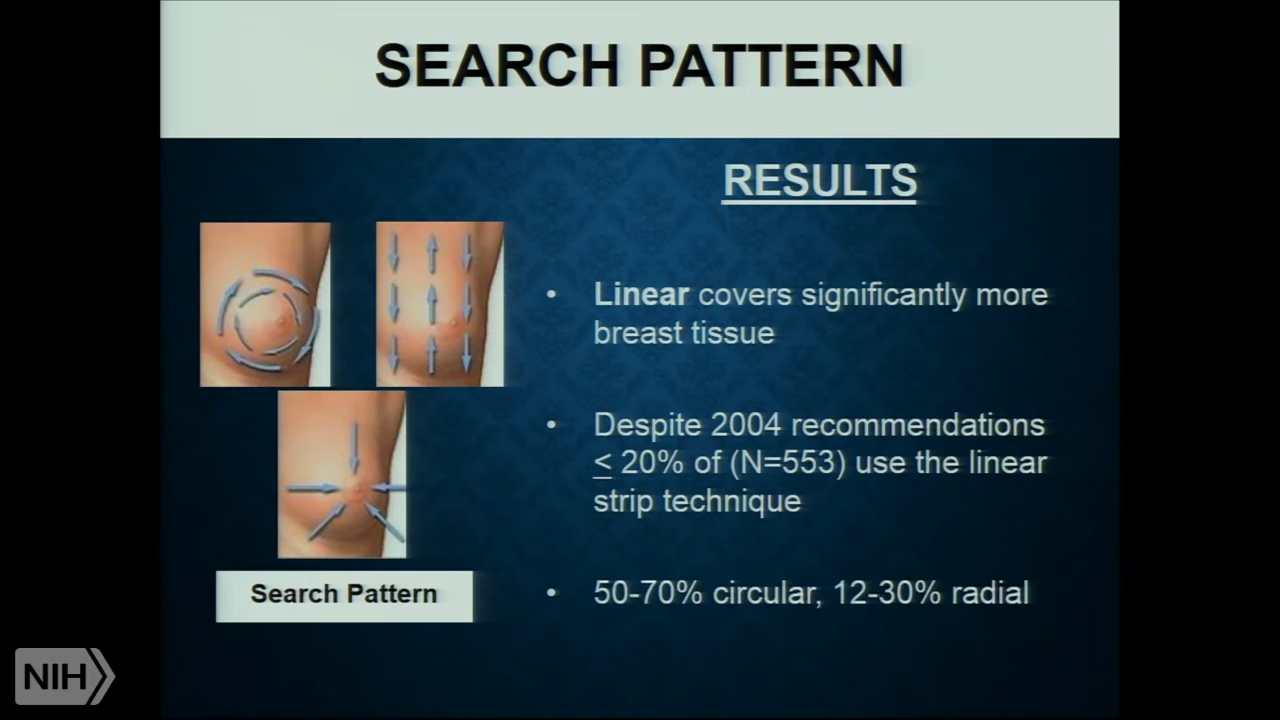 SEARCH PATTERN
RESULTS
• Linear covers significantly more
breast tissue
• Despite 2004 recommendations
≤ 20% of (N=553) use the linear
strip technique
• 50-70% circular, 12-30% radial
Search Pattern
NIH